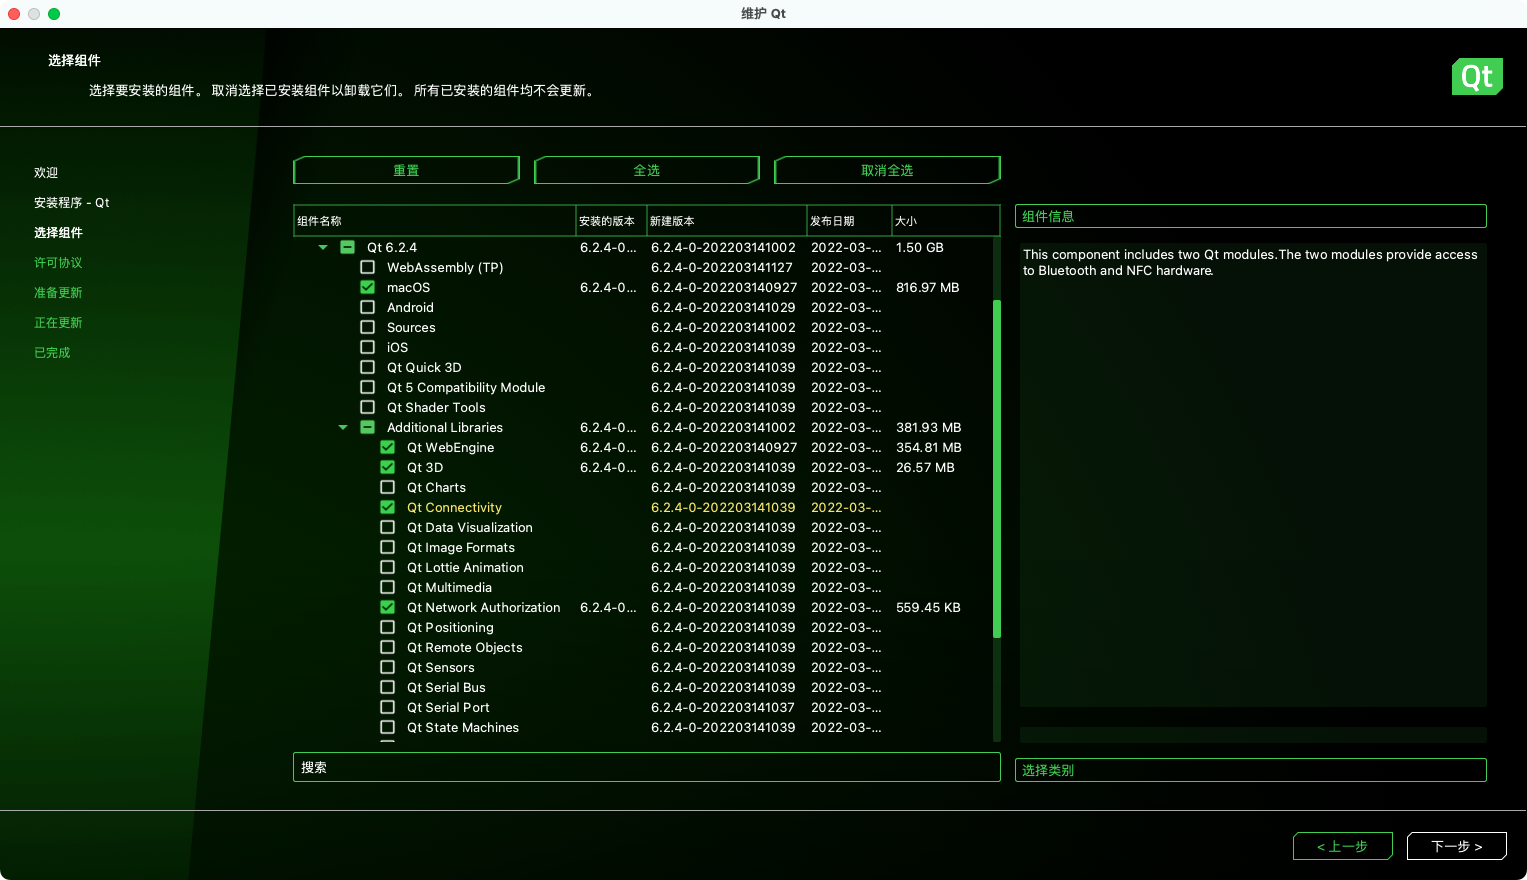 维护 Qt
选择组件
选择要安装的组件。 取消选择已安装组件以卸载它们。 所有已安装的组件均不会更新。
Qt
欢迎
安装程序 - Qt
选择组件
许可协议
准备更新
正在更新
已完成
重置 全选 取消全选
组件名称 安装的版本 新建版本 发布日期 大小
Qt 6.2.4 6.2.4-0... 6.2.4-0-202203141002 2022-03-... 1.50 GB
WebAssembly (TP) 6.2.4-0-202203141127 2022-03-...
macOS 6.2.4-0... 6.2.4-0-202203140927 2022-03-... 816.97 MB
Android 6.2.4-0-202203141029 2022-03-...
Sources 6.2.4-0-202203141002 2022-03-...
iOS 6.2.4-0-202203141039 2022-03-...
Qt Quick 3D 6.2.4-0-202203141039 2022-03-...
Qt 5 Compatibility Module 6.2.4-0-202203141039 2022-03-...
Qt Shader Tools 6.2.4-0-202203141039 2022-03-...
Additional Libraries 6.2.4-0... 6.2.4-0-202203141002 2022-03-... 381.93 MB
Qt WebEngine 6.2.4-0... 6.2.4-0-202203140927 2022-03-... 354.81 MB
Qt 3D 6.2.4-0... 6.2.4-0-202203141039 2022-03-... 26.57 MB
Qt Charts 6.2.4-0-202203141039 2022-03-...
Qt Connectivity 6.2.4-0-202203141039 2022-03-...
Qt Data Visualization 6.2.4-0-202203141039 2022-03-...
Qt Image Formats 6.2.4-0-202203141039 2022-03-...
Qt Lottie Animation 6.2.4-0-202203141039 2022-03-...
Qt Multimedia 6.2.4-0-202203141039 2022-03-...
Qt Network Authorization 6.2.4-0... 6.2.4-0-202203141039 2022-03-... 559.45 KB
Qt Positioning 6.2.4-0-202203141039 2022-03-...
Qt Remote Objects 6.2.4-0-202203141039 2022-03-...
Qt Sensors 6.2.4-0-202203141039 2022-03-...
Qt Serial Bus 6.2.4-0-202203141039 2022-03-...
Qt Serial Port 6.2.4-0-202203141037 2022-03-...
Qt State Machines 6.2.4-0-202203141039 2022-03-...
搜索
组件信息
This component includes two Qt modules.The two modules provide access
to Bluetooth and NFC hardware.
选择类别
< 上一步 下一步 >